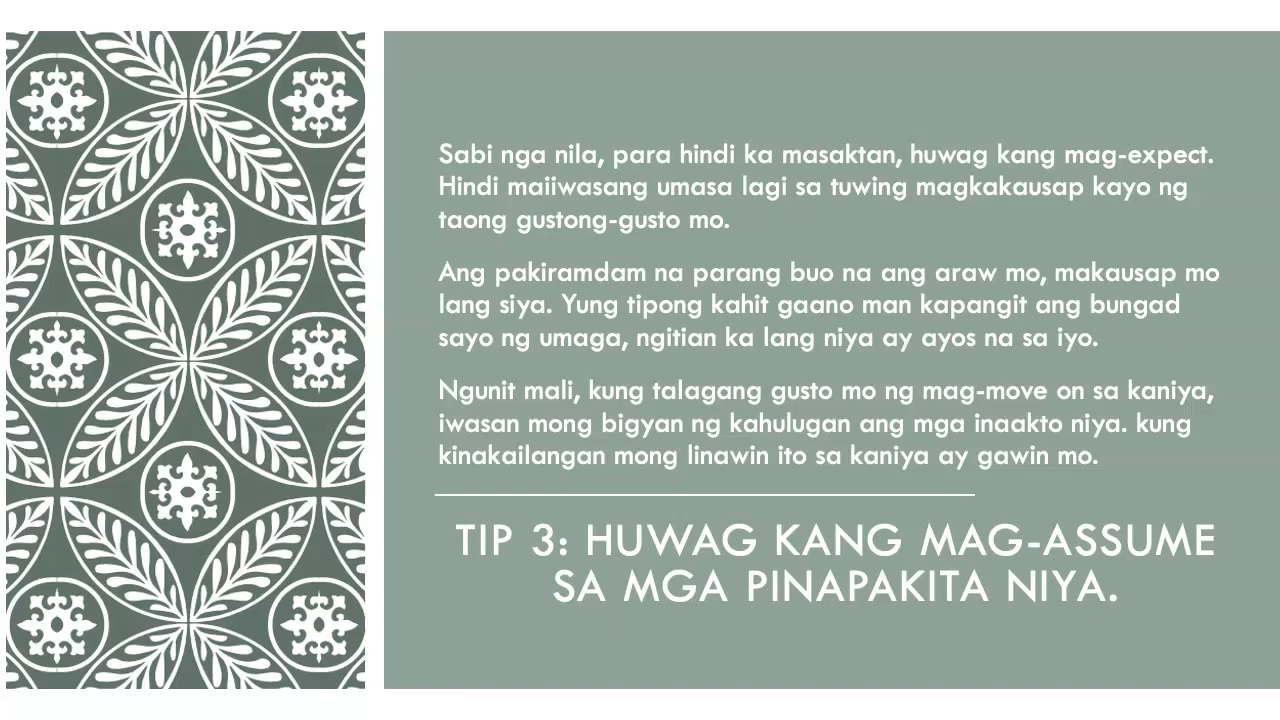 Sabi nga nila, para hindi ka masaktan, huwag kang mag-expect.
Hindi maiiwasang umasa lagi sa tuwing magkakausap kayo ng
taong gustong-gusto mo.
Ang pakiramdam na parang buo na ang araw mo, makausap mo
lang siya. Yung tipong kahit gaano man kapangit ang bungad
sayo ng umaga, ngitian ka lang niya ay ayos na sa iyo.
Ngunit mali, kung talagang gusto mo ng mag-move on sa kaniya,
iwasan mong bigyan ng kahulugan ang mga inaakto niya. kung
kinakailangan mong linawin ito sa kaniya ay gawin mo.
TIP 3: HUWAG KANG MAG-ASSUME
SA MGA PINAPAKITA NIYA.